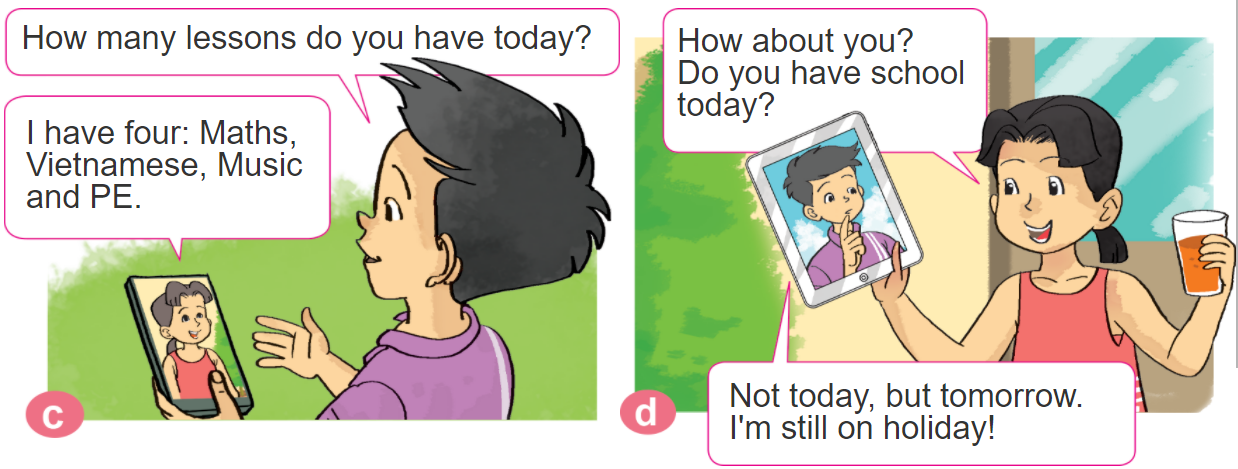 How many lessons do you have today?
I have four: Maths,
Vietnamese, Music
and PE.
c
How about you?
Do you have school
today?
Not today, but tomorrow.
I'm still on holiday!
d